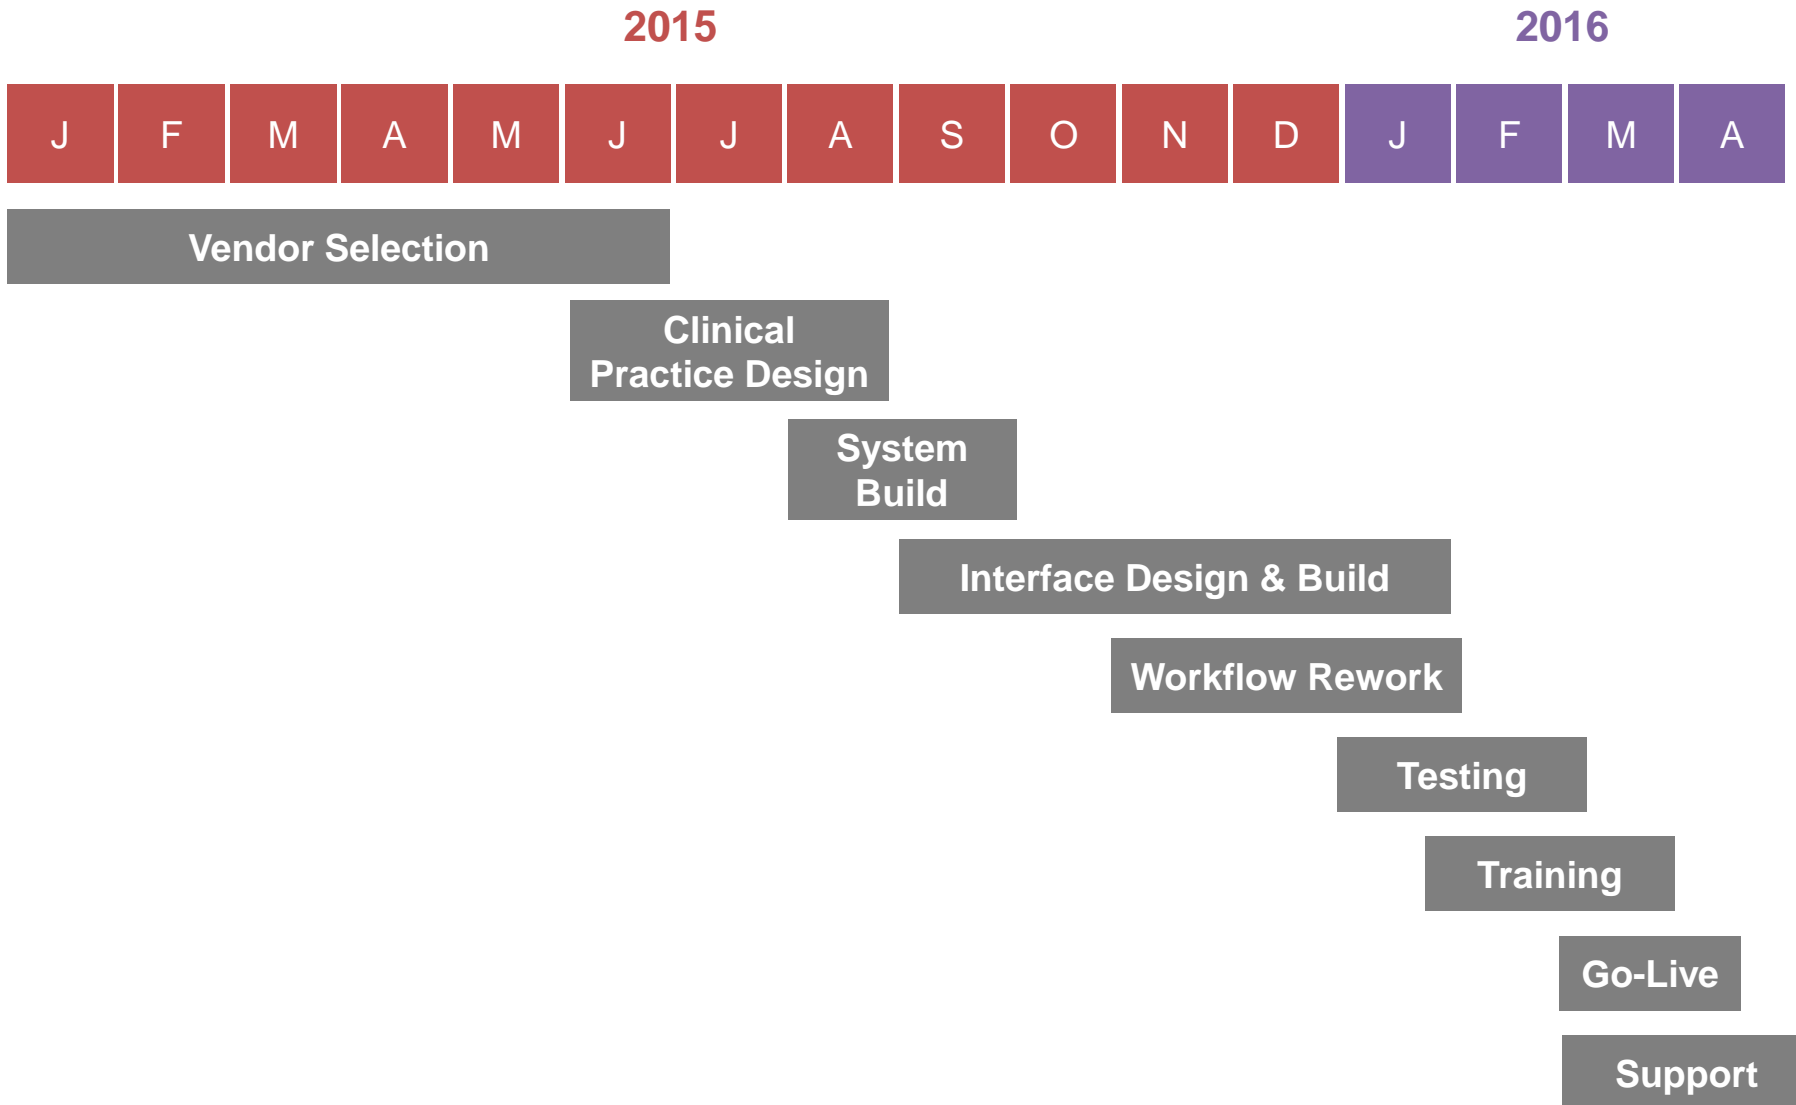 2015 2016
J F M A M J J A S O N D J F M A
Vendor Selection
Clinical
Practice Design
System
Build
Interface Design & Build
Workflow Rework
Testing
Training
Go-Live
Support